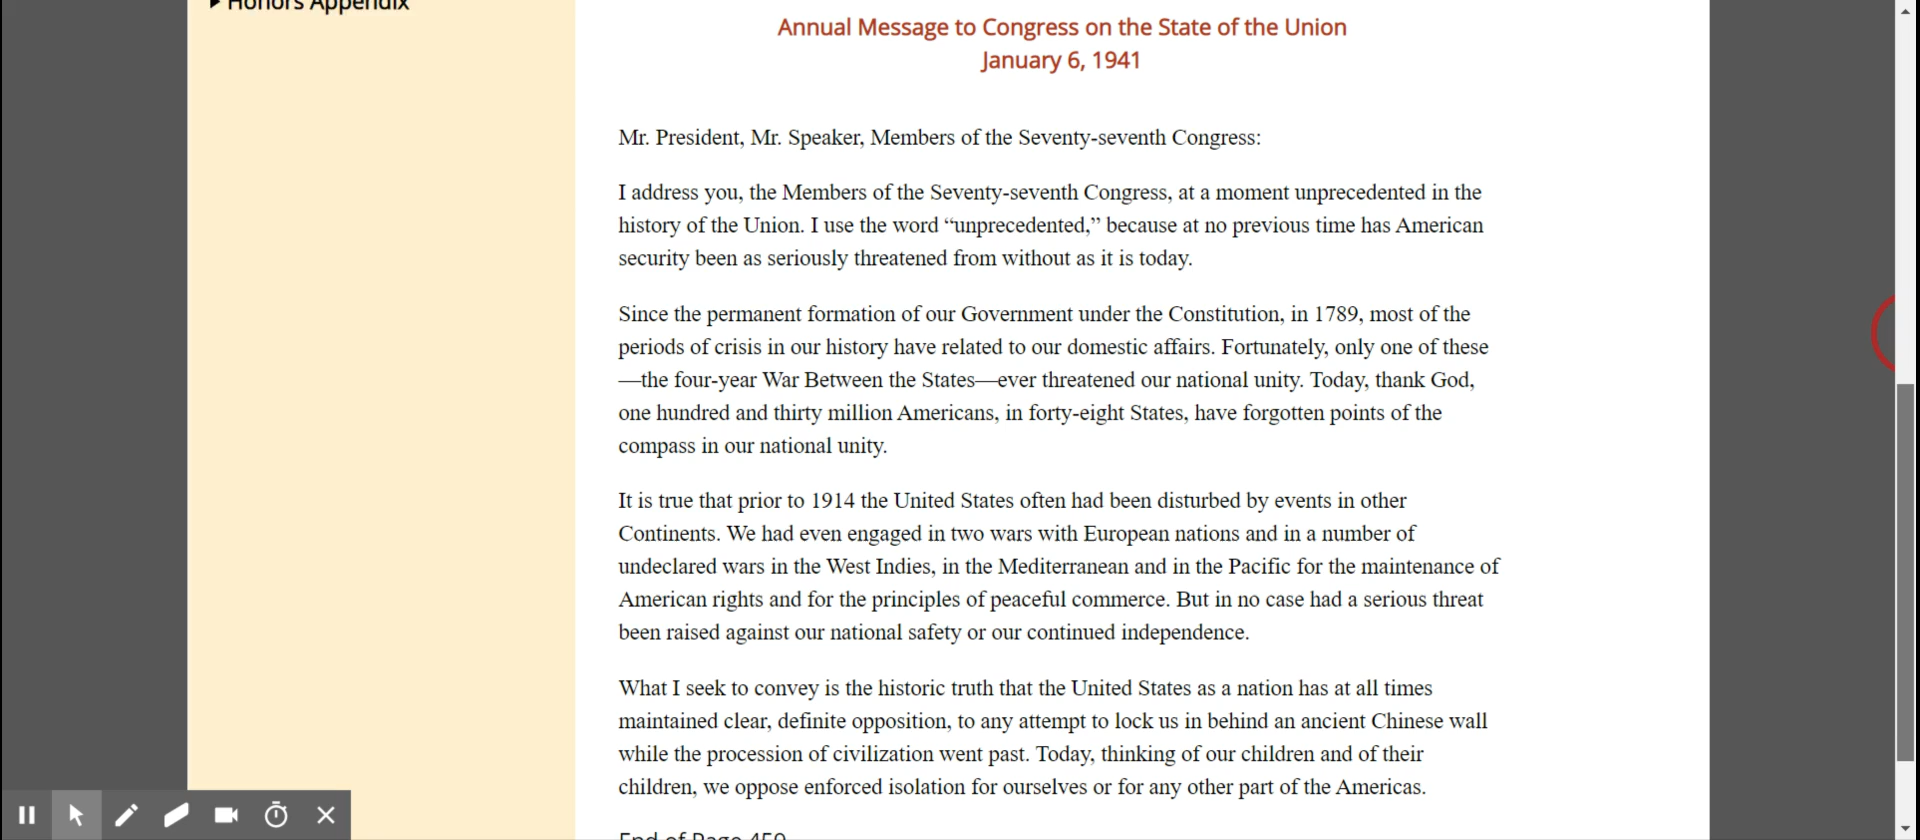 ▸ Honors Appendix
Annual Message to Congress on the State of the Union
January 6, 1941
Mr. President, Mr. Speaker, Members of the Seventy-seventh Congress:
I address you, the Members of the Seventy-seventh Congress, at a moment unprecedented in the
history of the Union. I use the word “unprecedented,” because at no previous time has American
security been as seriously threatened from without as it is today.
Since the permanent formation of our Government under the Constitution, in 1789, most of the
periods of crisis in our history have related to our domestic affairs. Fortunately, only one of these
—the four-year War Between the States—ever threatened our national unity. Today, thank God,
one hundred and thirty million Americans, in forty-eight States, have forgotten points of the
compass in our national unity.
It is true that prior to 1914 the United States often had been disturbed by events in other
Continents. We had even engaged in two wars with European nations and in a number of
undeclared wars in the West Indies, in the Mediterranean and in the Pacific for the maintenance of
American rights and for the principles of peaceful commerce. But in no case had a serious threat
been raised against our national safety or our continued independence.
What I seek to convey is the historic truth that the United States as a nation has at all times
maintained clear, definite opposition, to any attempt to lock us in behind an ancient Chinese wall
while the procession of civilization went past. Today, thinking of our children and of their
children, we oppose enforced isolation for ourselves or for any other part of the Americas.
End of Page 459